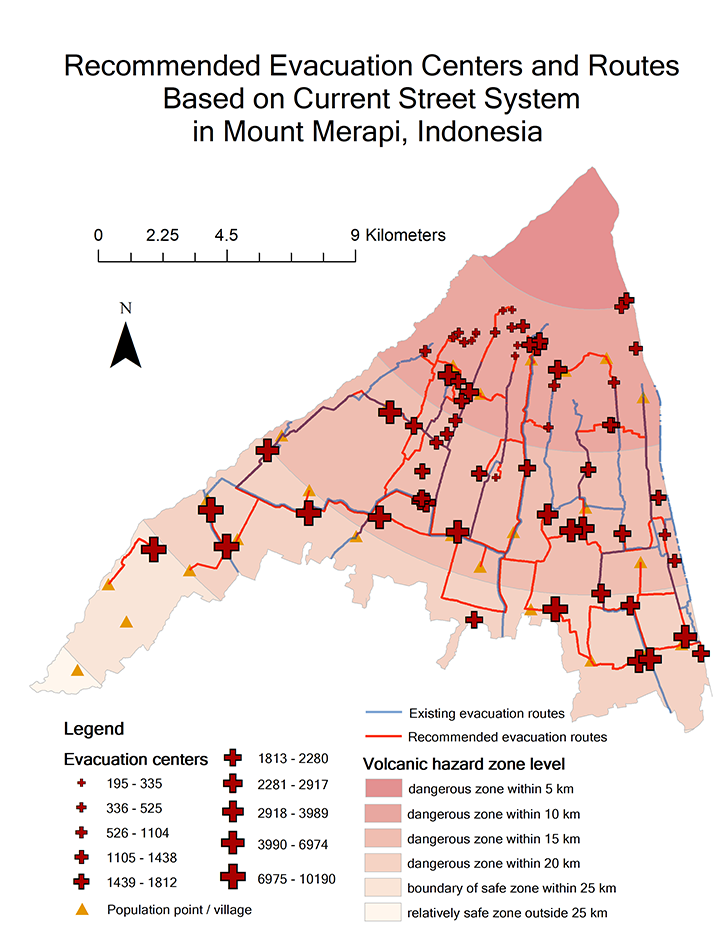 Recommended Evacuation Centers and Routes
Based on Current Street System
in Mount Merapi, Indonesia
0 2.25 4.5 9 Kilometers
N
Legend
Evacuation centers
195 - 335
336 - 525
526 - 1104
1105 - 1438
1439 - 1812
1813 - 2280
2281 - 2917
2918 - 3989
3990 - 6974
6975 - 10190
Population point / village
Existing evacuation routes
Recommended evacuation routes
Volcanic hazard zone level
dangerous zone within 5 km
dangerous zone within 10 km
dangerous zone within 15 km
dangerous zone within 20 km
boundary of safe zone within 25 km
relatively safe zone outside 25 km